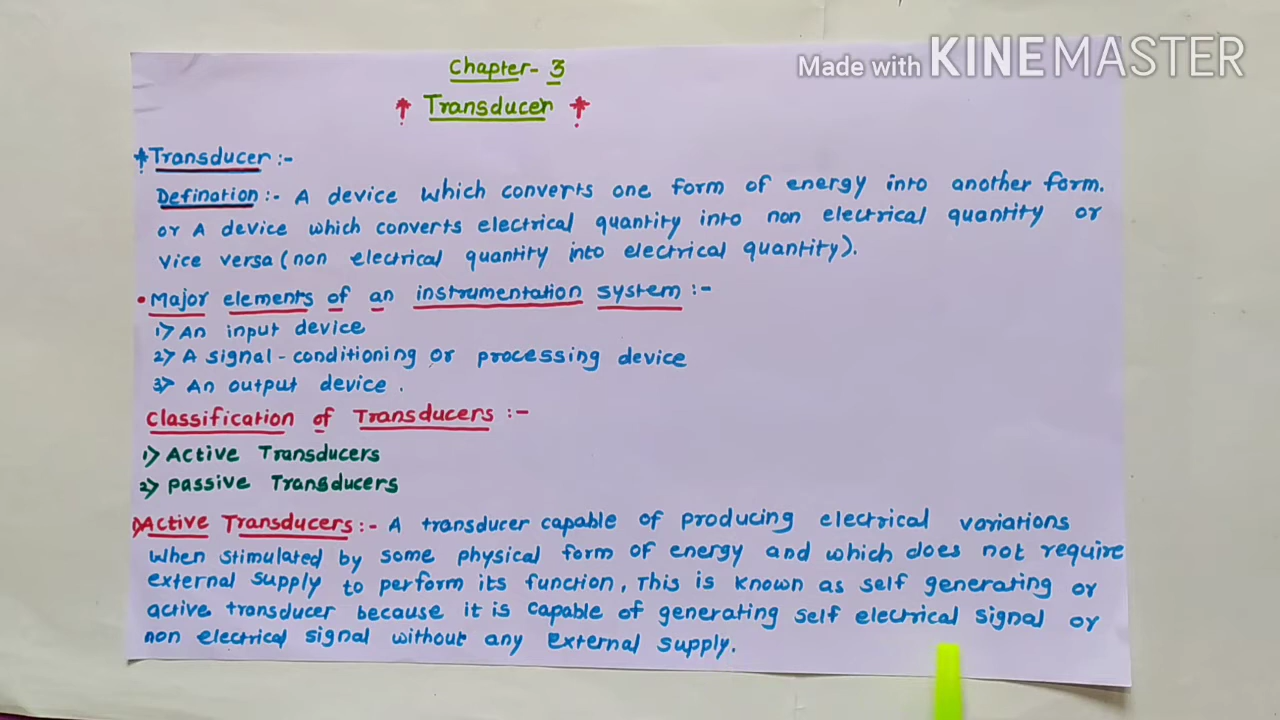 Made with KINEMASTER
Chapter- 3
Transducer
Transducer :-
Defination :- A device which converts one form of energy into another form.
or A device which converts electrical quantity into non electrical quantity or
vice versa (non electrical quantity into electrical quantity).
• Major elements of an instrumentation system :-
1) An input device
2) A signal-conditioning or processing device
3) An output device.
Classification of Transducers :-
1) Active Transducers
2) Passive Transducers
1) Active Transducers :- A transducer capable of producing electrical variations
when stimulated by some physical form of energy and which does not require
external supply to perform its function, This is known as self generating or
active transducer because it is capable of generating self electrical signal or
non electrical signal without any external supply.